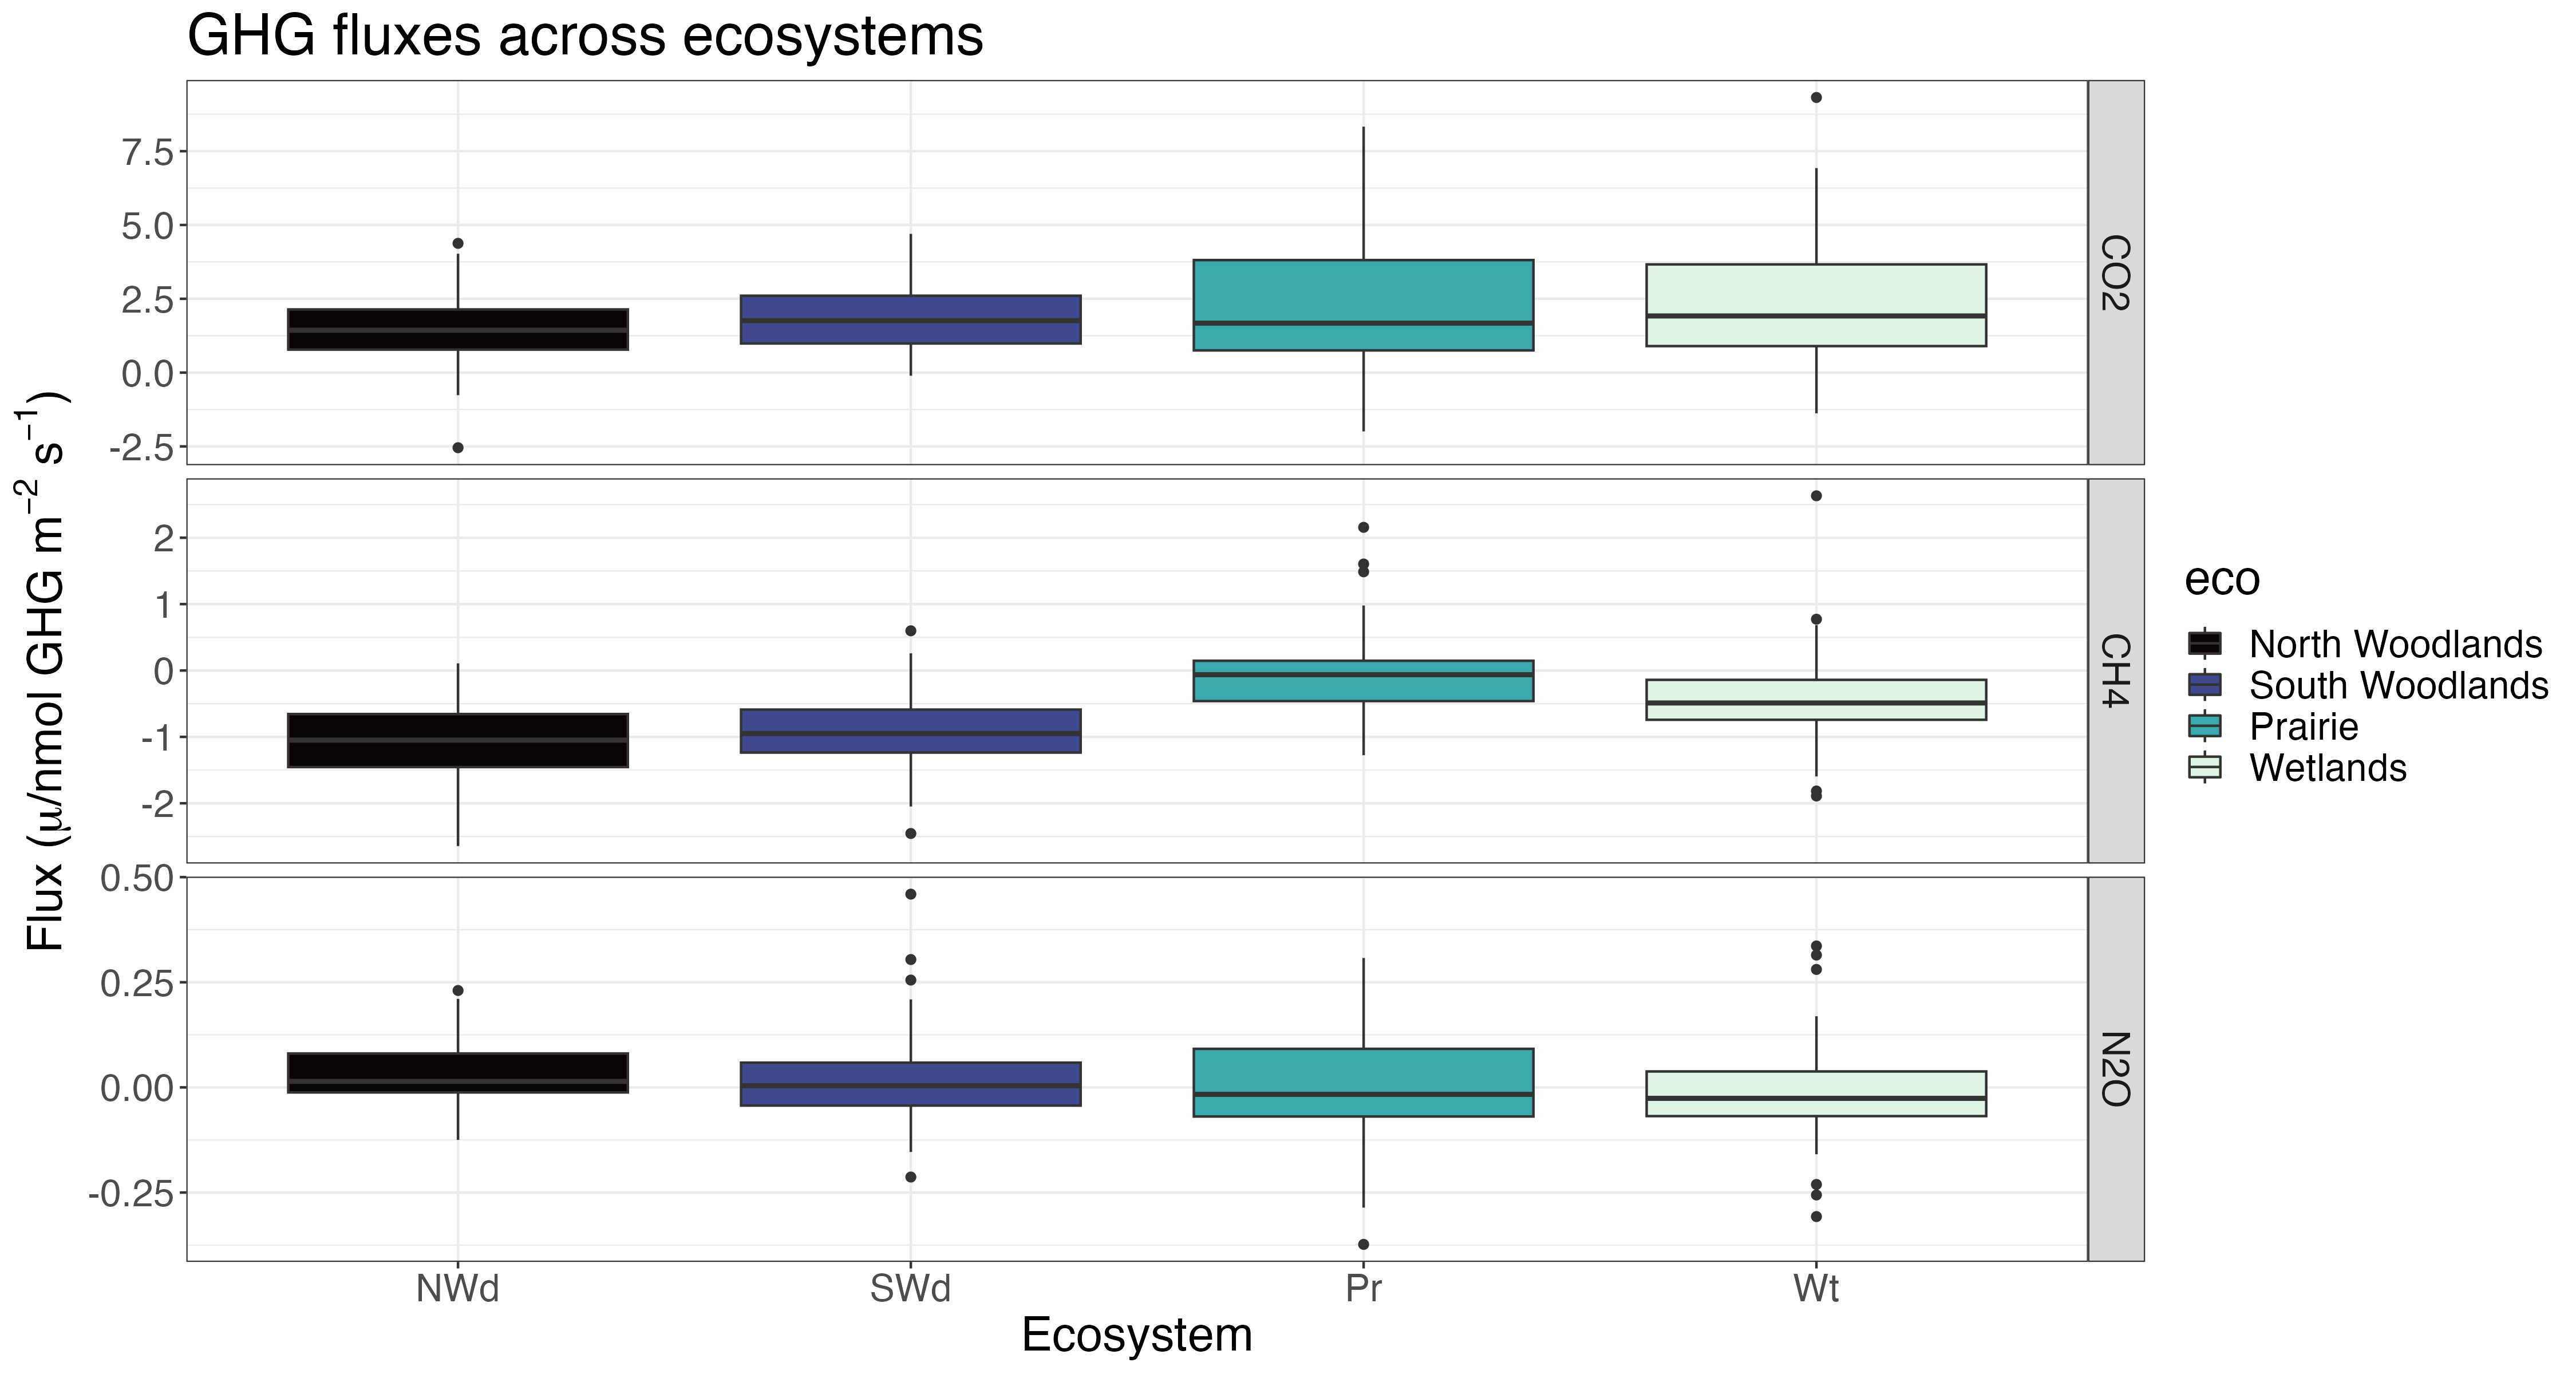 GHG fluxes across ecosystems
Flux (μ/nmol GHG m⁻² s⁻¹)
7.5
5.0
2.5
0.0
-2.5
CO2
2
1
0
-1
-2
CH4
0.50
0.25
0.00
-0.25
N2O
NWd SWd Pr Wt
Ecosystem
eco
North Woodlands
South Woodlands
Prairie
Wetlands